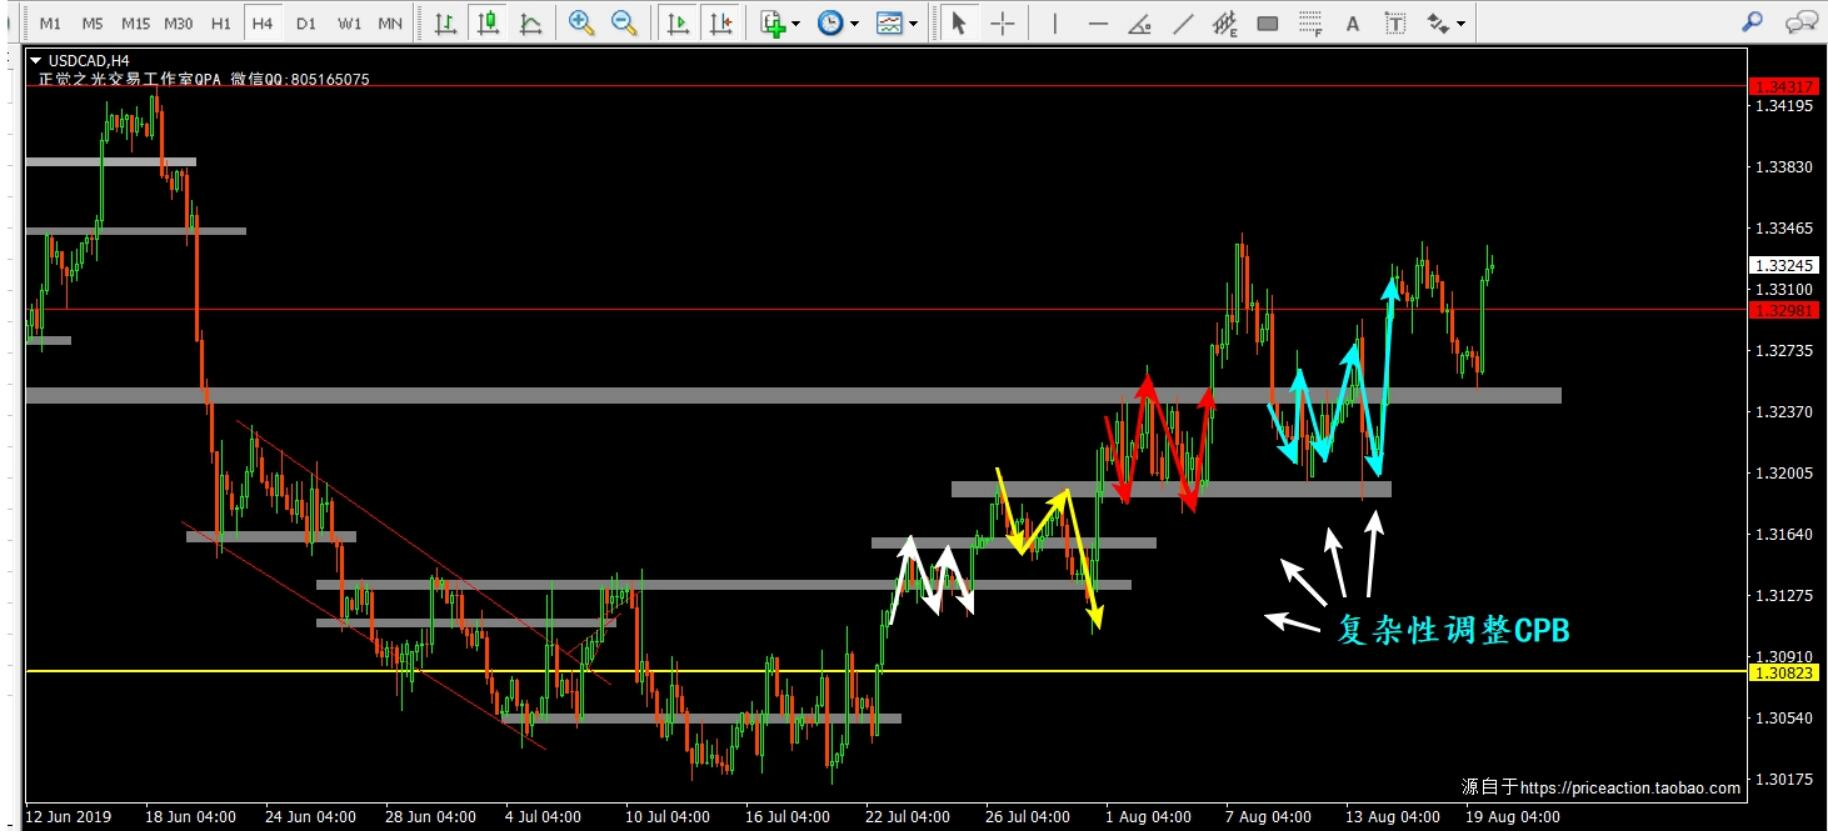 M1 M5 M15 M30 H1 H4 D1 W1 MN
E F A T
USDCAD,H4
正觉之光交易工作室QPA 微信QQ:805165075
1.34317
1.34195
1.33830
1.33465
1.33245
1.33100
1.32981
1.32735
1.32370
1.32005
1.31640
1.31275
复杂性调整CPB
1.30910
1.30823
1.30540
1.30175
源自于https://priceaction.taobao.com
12 Jun 2019 18 Jun 04:00 24 Jun 04:00 28 Jun 04:00 4 Jul 04:00 10 Jul 04:00 16 Jul 04:00 22 Jul 04:00 26 Jul 04:00 1 Aug 04:00 7 Aug 04:00 13 Aug 04:00 19 Aug 04:00